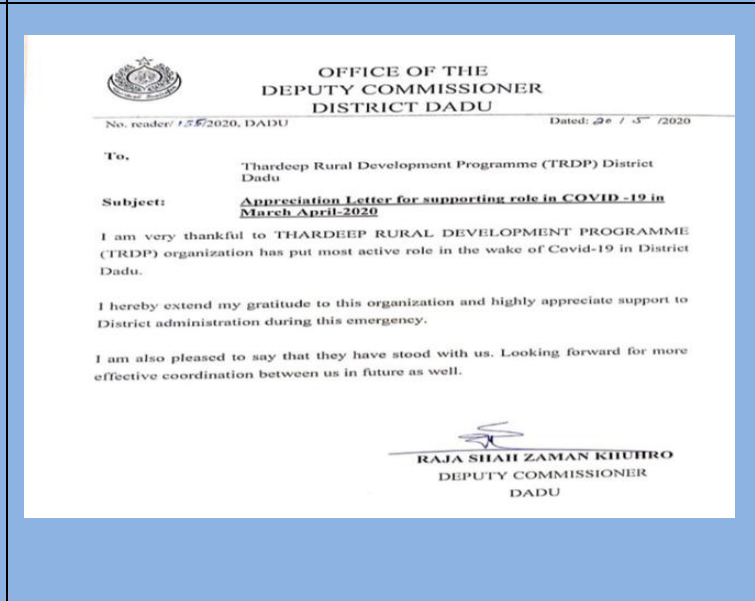 OFFICE OF THE
DEPUTY COMMISSIONER
DISTRICT DADU
No. reader/ 155/2020, DADU Dated: 20 / 5 /2020
To,
Thardeep Rural Development Programme (TRDP) District
Dadu
Subject: Appreciation Letter for supporting role in COVID -19 in
March April-2020
I am very thankful to THARDEEP RURAL DEVELOPMENT PROGRAMME
(TRDP) organization has put most active role in the wake of Covid-19 in District
Dadu.
I hereby extend my gratitude to this organization and highly appreciate support to
District administration during this emergency.
I am also pleased to say that they have stood with us. Looking forward for more
effective coordination between us in future as well.
RAJA SHAH ZAMAN KHUHRO
DEPUTY COMMISSIONER
DADU